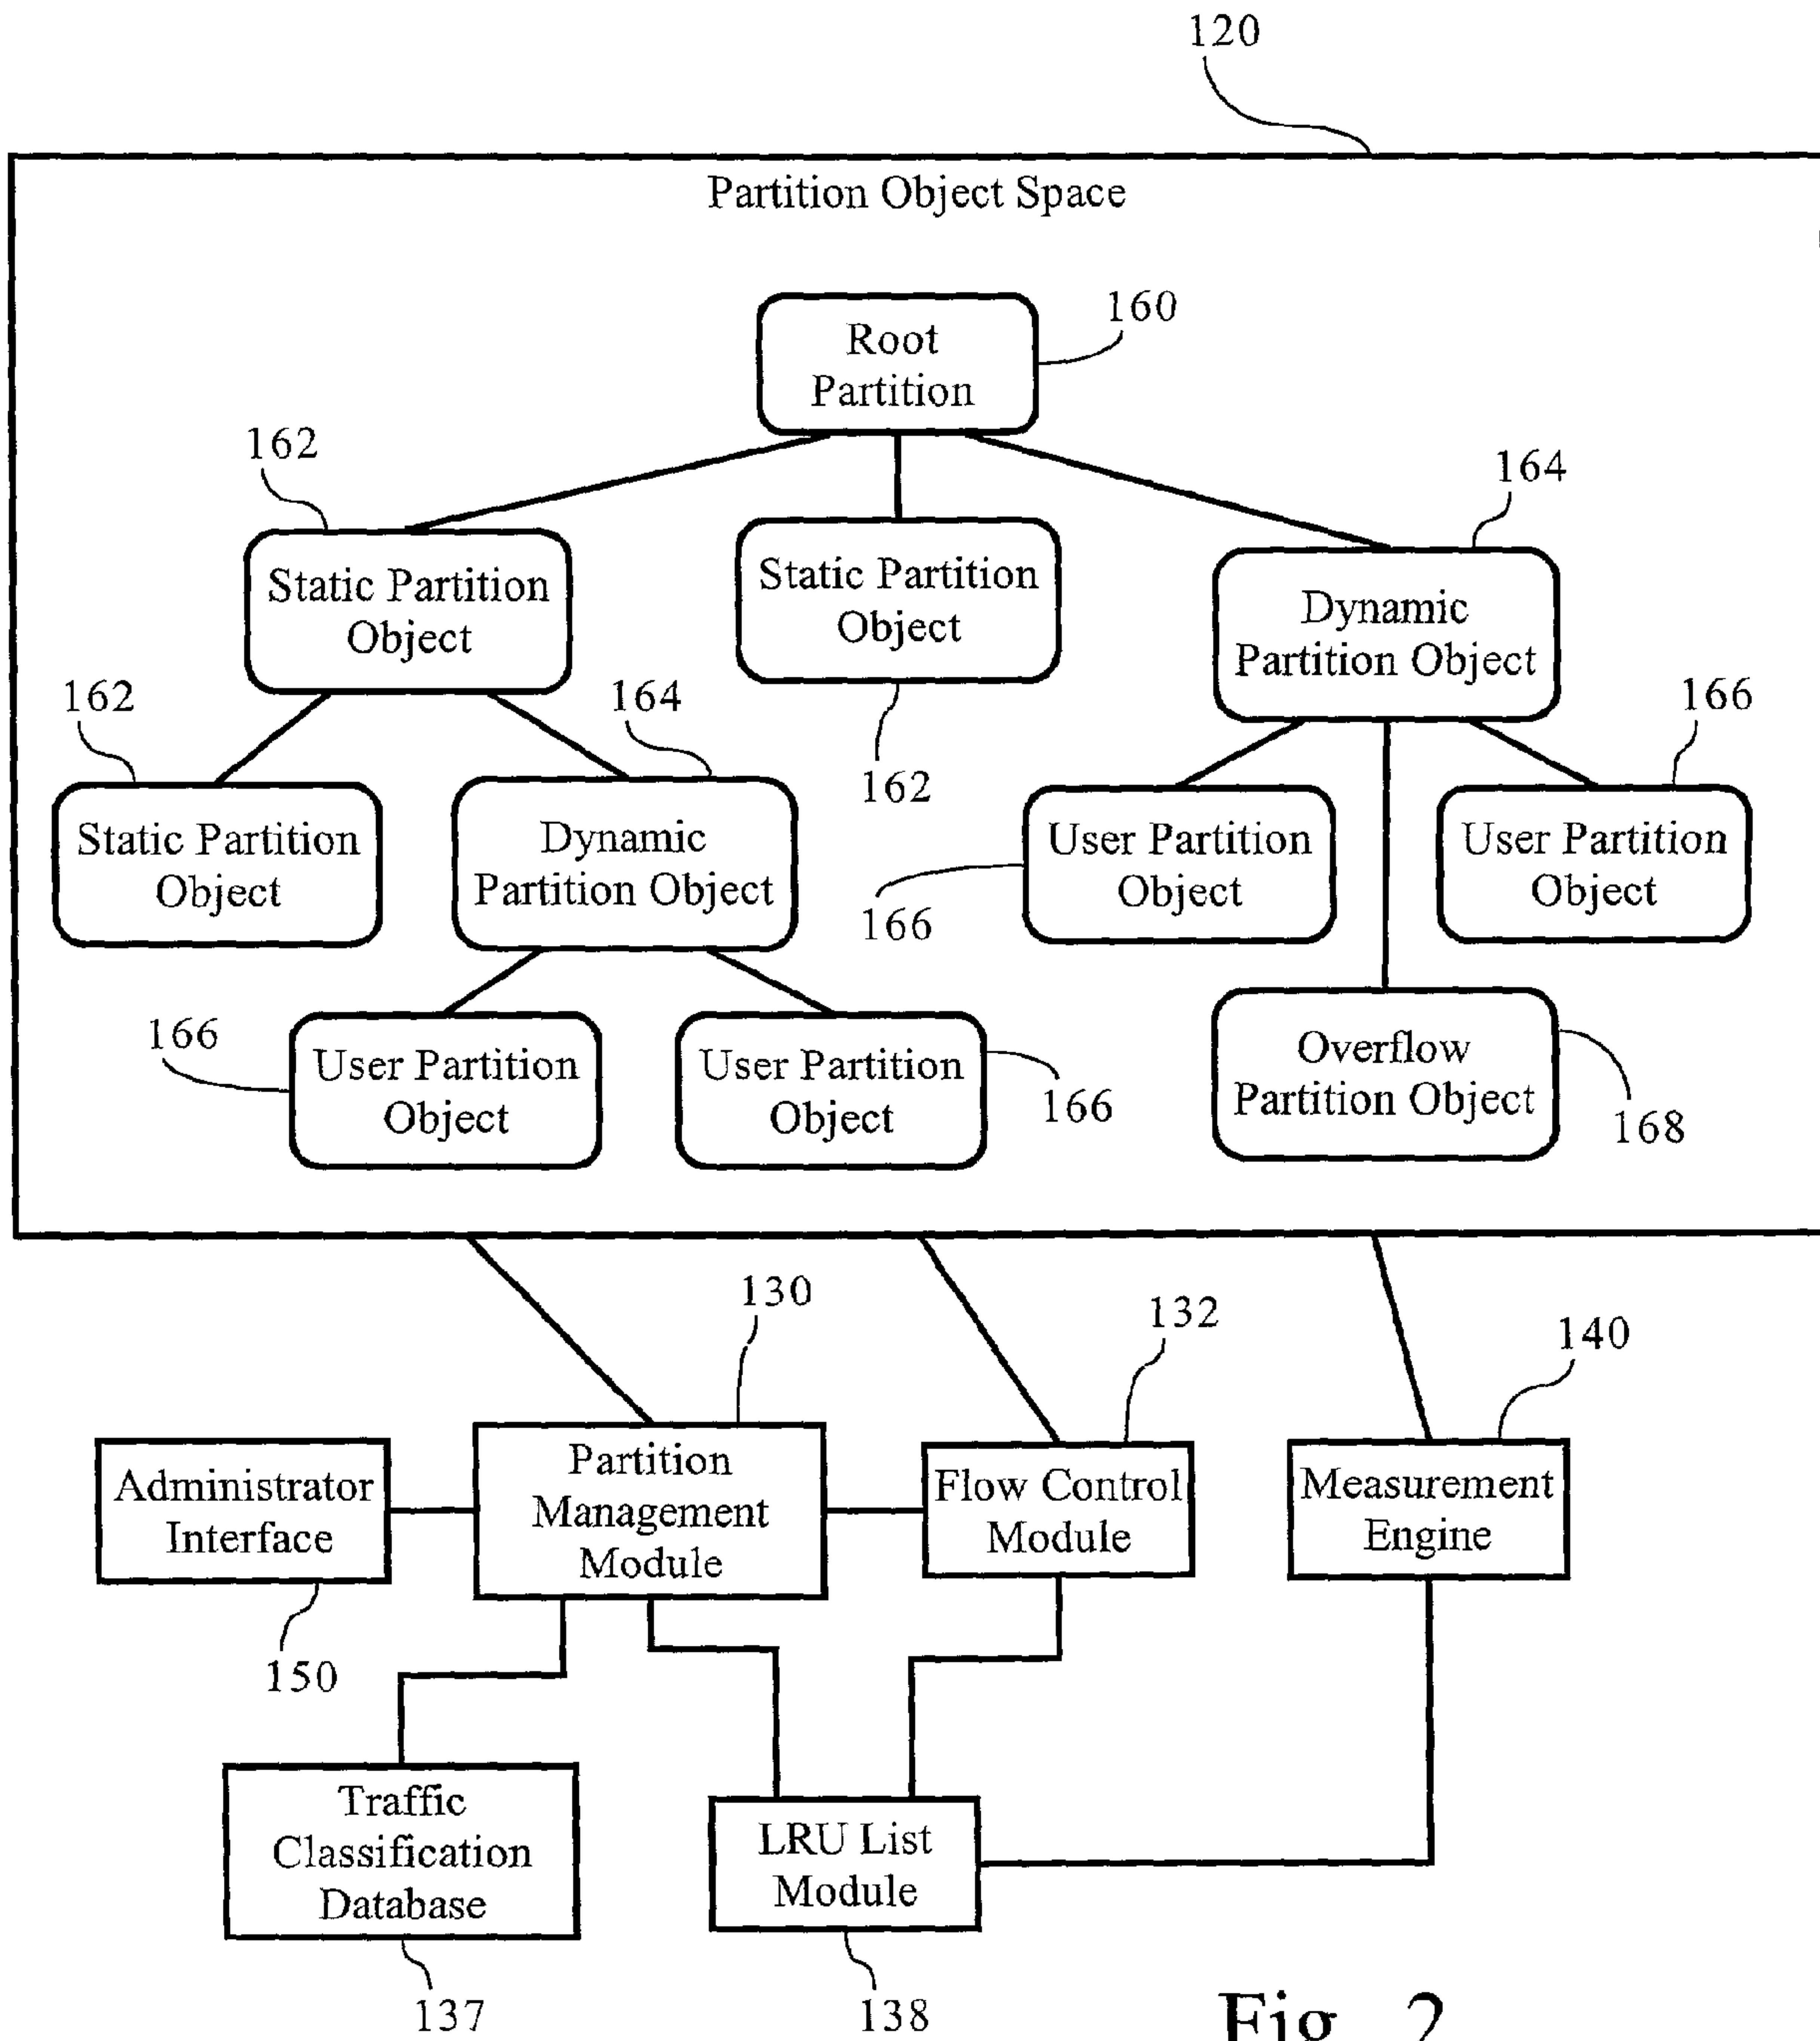 120
Partition Object Space
160
Root
Partition
162
164
Static Partition
Object
Static Partition
Object
Dynamic
Partition Object
162
164
162
166
Static Partition
Object
Dynamic
Partition Object
166
User Partition
Object
User Partition
Object
166
User Partition
Object
User Partition
Object
166
Overflow
Partition Object
168
130
132
140
Administrator
Interface
Partition
Management
Module
Flow Control
Module
Measurement
Engine
150
Traffic
Classification
Database
LRU List
Module
137
138
Fig. 2